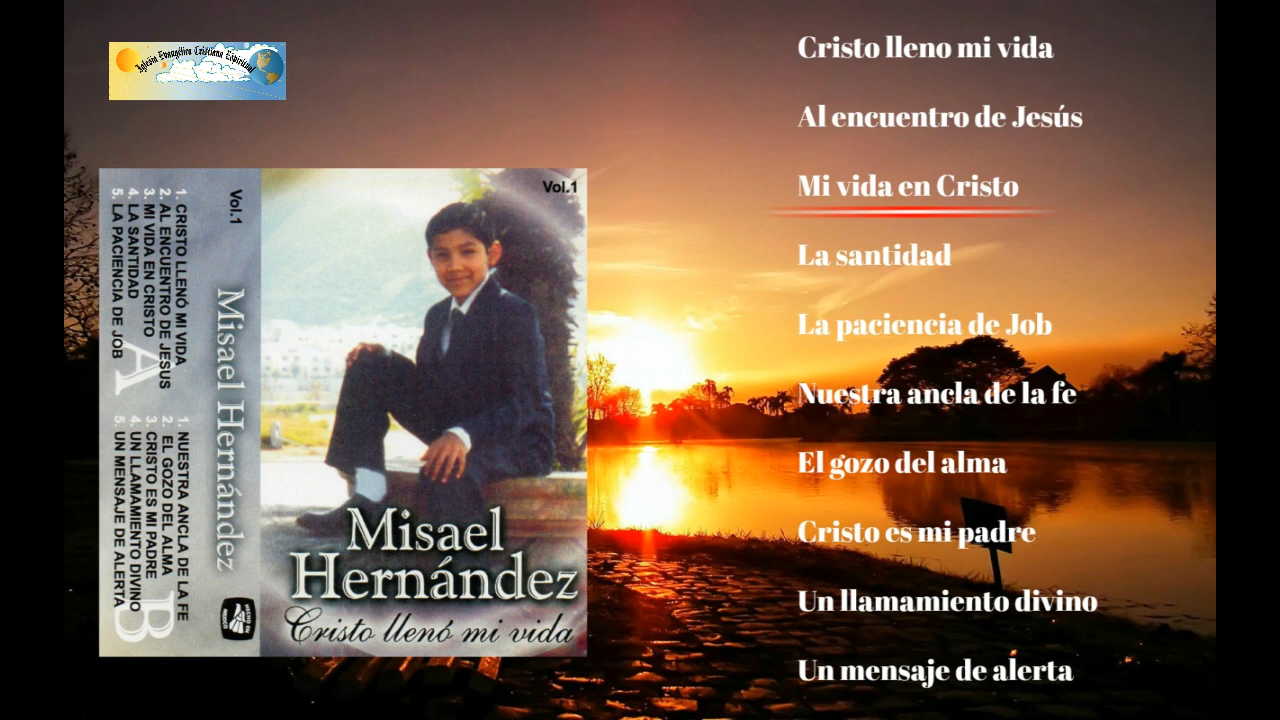 Iglesia Evangélica Cristiana Espiritual
Vol.1
Misael Hernández
A
1. CRISTO LLENÓ MI VIDA
2. AL ENCUENTRO DE JESUS
3. MI VIDA EN CRISTO
4. LA SANTIDAD
5. LA PACIENCIA DE JOB
B
1. NUESTRA ANCLA DE LA FE
2. EL GOZO DEL ALMA
3. CRISTO ES MI PADRE
4. UN LLAMAMIENTO DIVINO
5. UN MENSAJE DE ALERTA
HECHO EN
MEXICO
Vol.1
Misael
Hernández
Cristo llenó mi vida
Cristo lleno mi vida
Al encuentro de Jesús
Mi vida en Cristo
La santidad
La paciencia de Job
Nuestra ancla de la fe
El gozo del alma
Cristo es mi padre
Un llamamiento divino
Un mensaje de alerta